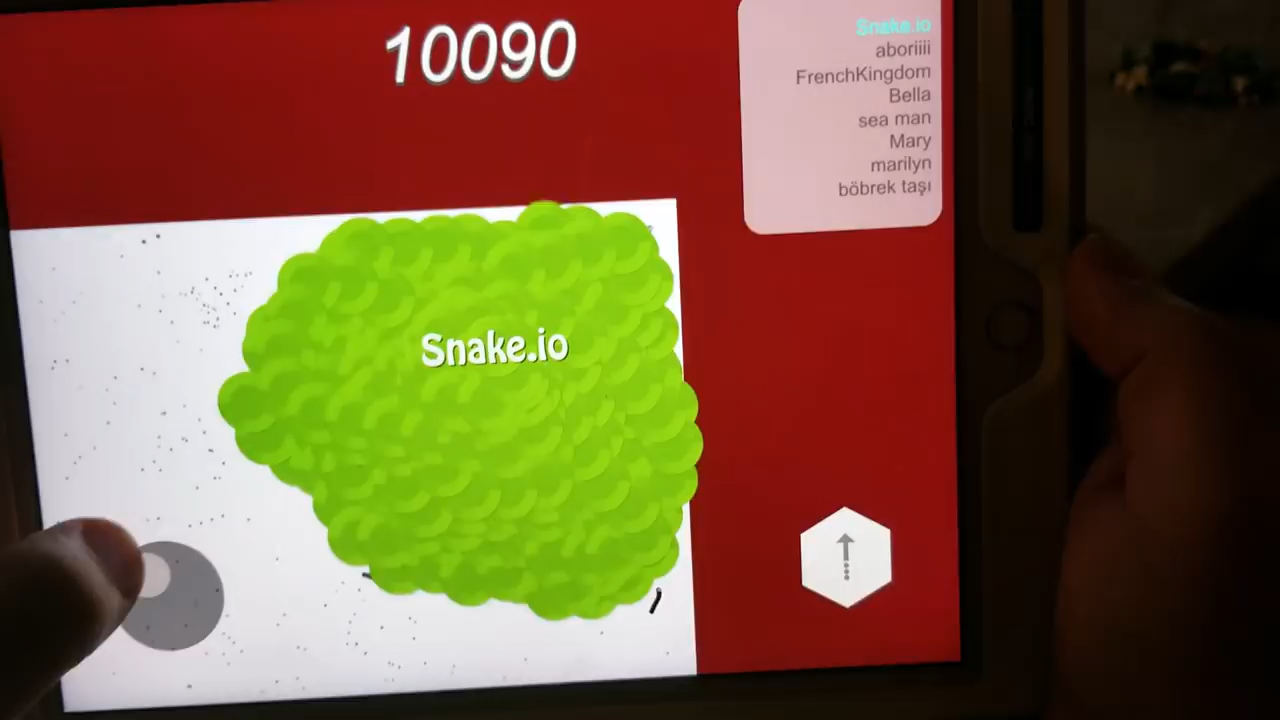 10090
Snake.io
aboriiii
FrenchKingdom
Bella
sea man
Mary
marilyn
böbrek taşı
Snake.io